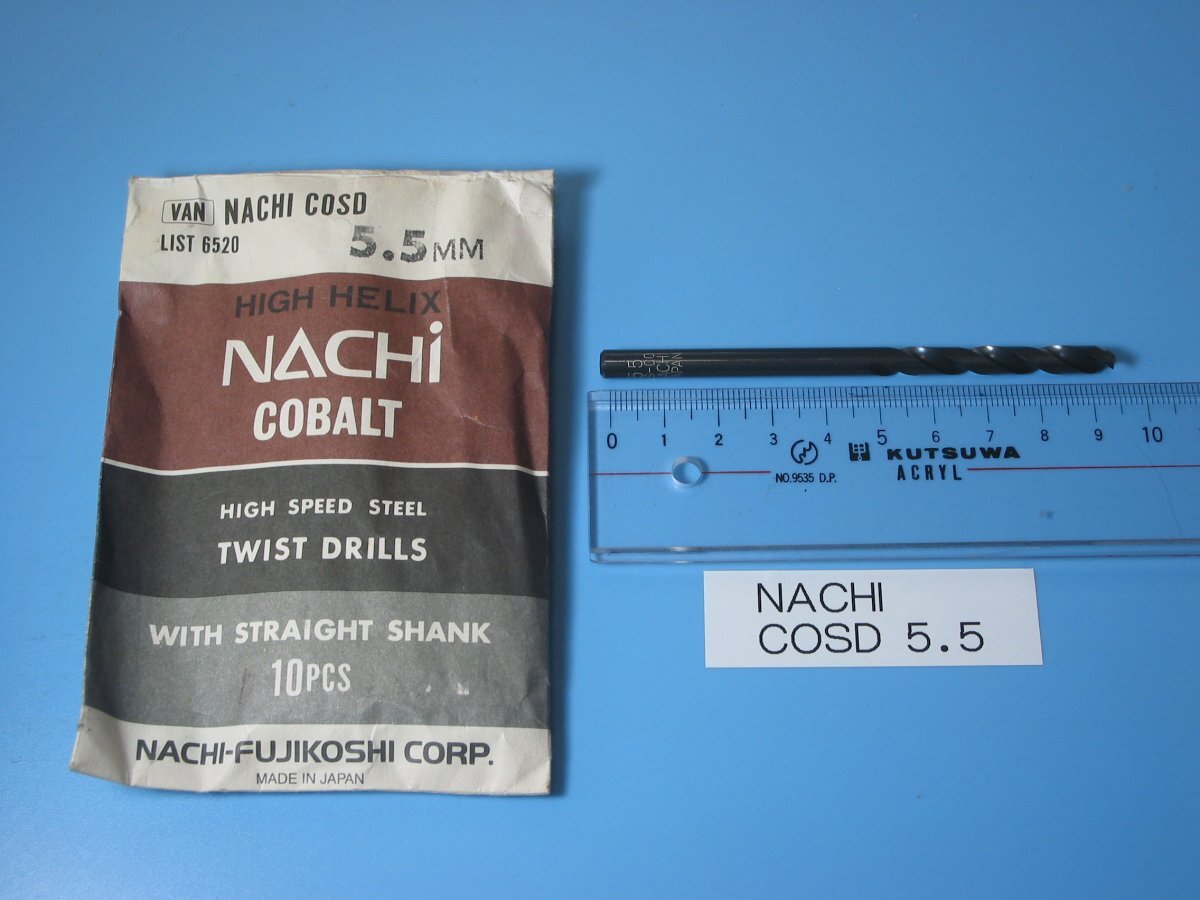 VAN NACHI COSD
LIST 6520 5.5MM
HIGH HELIX
NACHi
COBALT
HIGH SPEED STEEL
TWIST DRILLS
WITH STRAIGHT SHANK
10PCS
NACHI-FUJIKOSHI CORP.
MADE IN JAPAN
0 1 2 3 4 5 6 7 8 9 10
KUTSUWA
NO.9535 D.P. ACRYL
NACHI
COSD 5.5